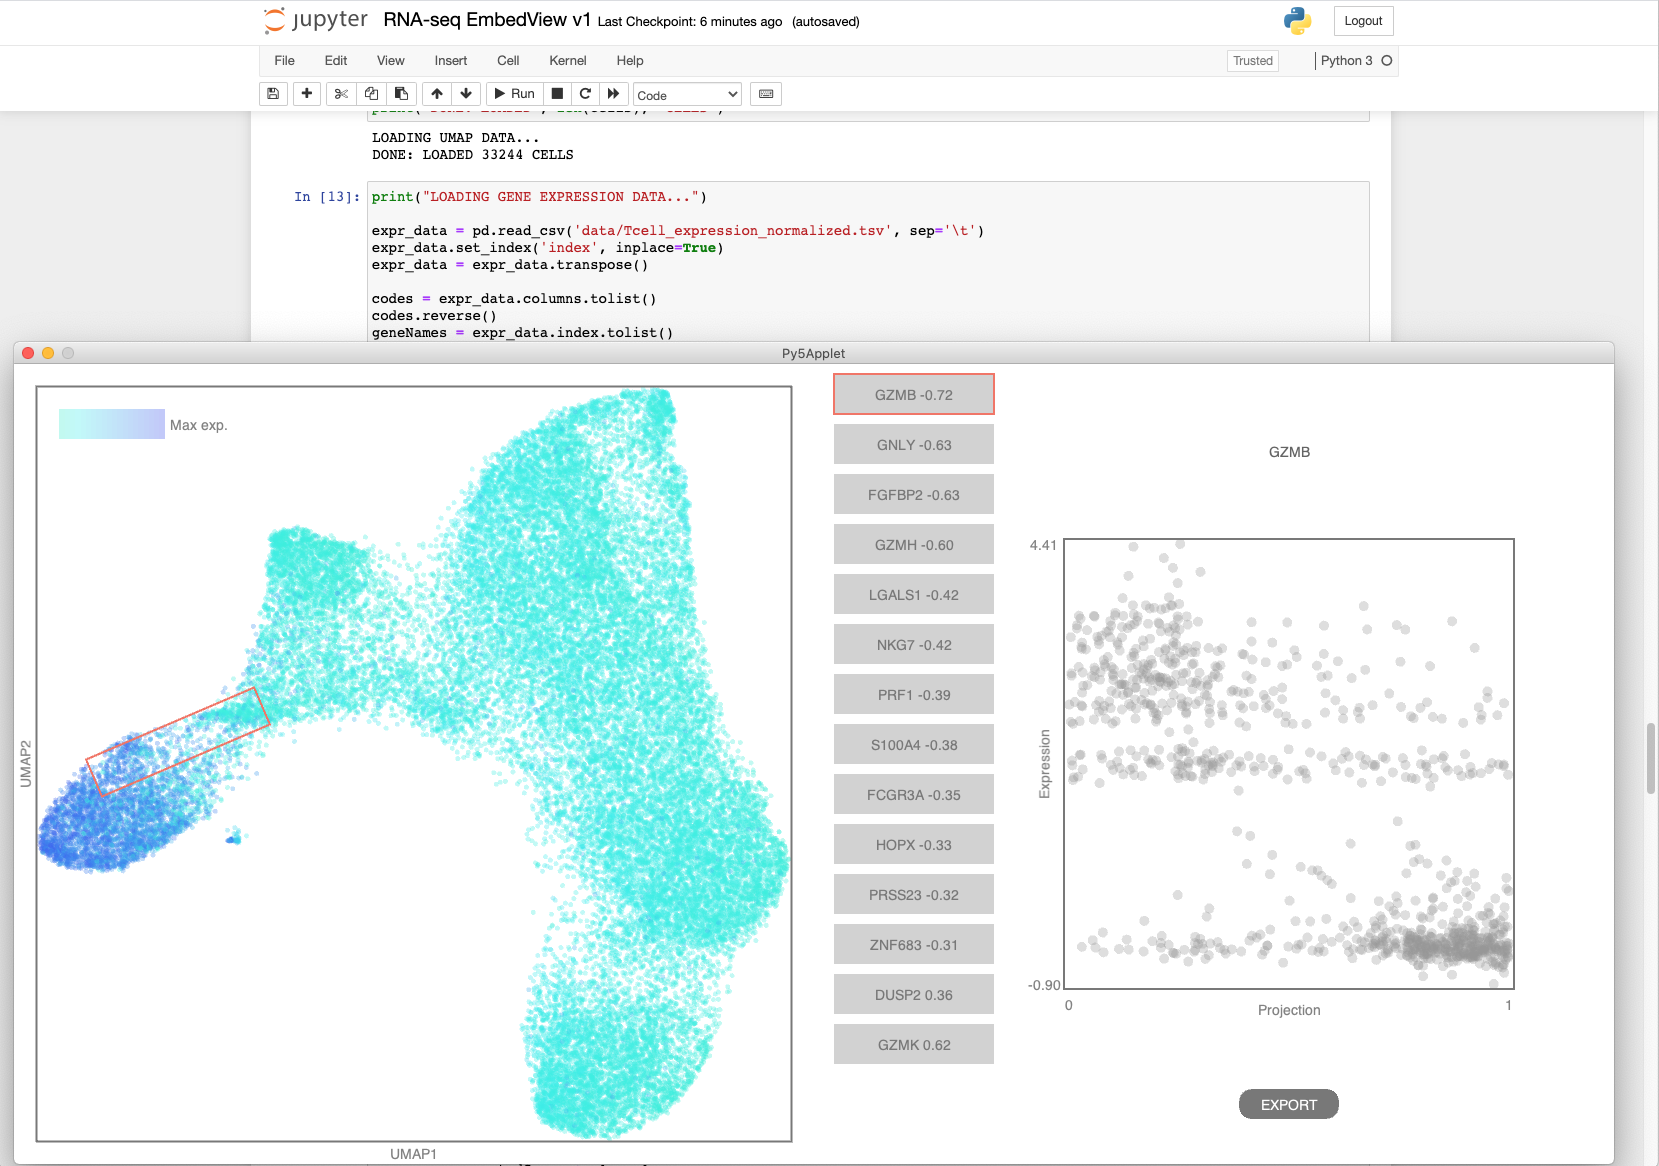 jupyter RNA-seq EmbedView v1 Last Checkpoint: 6 minutes ago (autosaved)
Logout
File Edit View Insert Cell Kernel Help
Trusted
Python 3
Run
Code
LOADING UMAP DATA...
DONE: LOADED 33244 CELLS
In [13]:
print("LOADING GENE EXPRESSION DATA...")
expr_data = pd.read_csv('data/Tcell_expression_normalized.tsv', sep='\t')
expr_data.set_index('index', inplace=True)
expr_data = expr_data.transpose()
codes = expr_data.columns.tolist()
codes.reverse()
geneNames = expr_data.index.tolist()
Py5Applet
Max exp.
UMAP2
UMAP1
GZMB -0.72
GNLY -0.63
FGFBP2 -0.63
GZMH -0.60
LGALS1 -0.42
NKG7 -0.42
PRF1 -0.39
S100A4 -0.38
FCGR3A -0.35
HOPX -0.33
PRSS23 -0.32
ZNF683 -0.31
DUSP2 0.36
GZMK 0.62
GZMB
4.41
Expression
-0.90
0
1
Projection
EXPORT